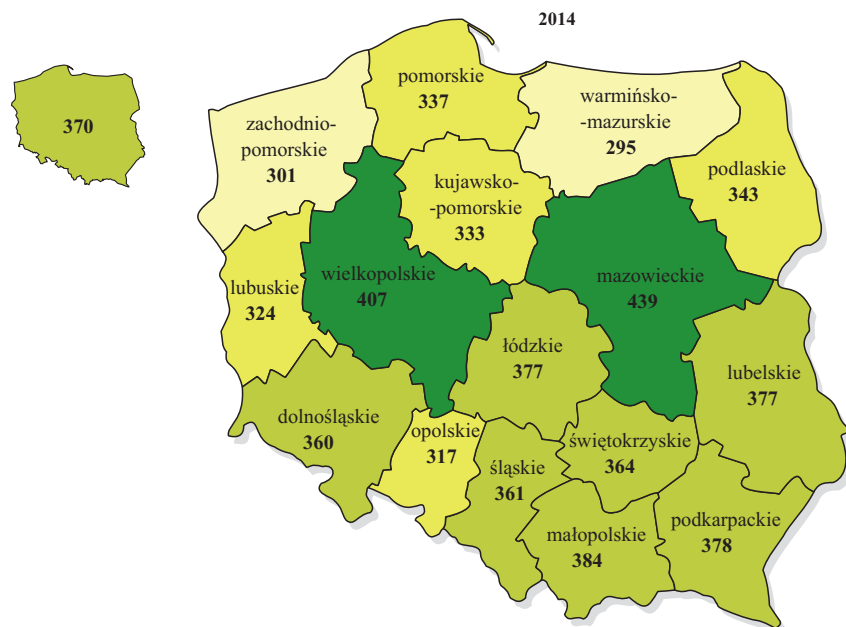 2014
370
pomorskie
337
warmińsko-
-mazurskie
295
zachodnio-
pomorskie
301
podlaskie
343
kujawsko-
-pomorskie
333
wielkopolskie
407
mazowieckie
439
lubuskie
324
łódzkie
377
lubelskie
377
dolnośląskie
360
opolskie
317
śląskie
361
świętokrzyskie
364
małopolskie
384
podkarpackie
378